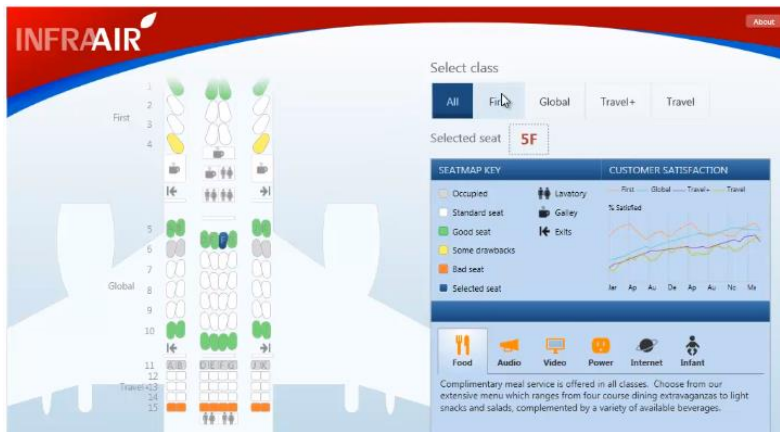 INFRAAIR
About
Select class
All First Global Travel+ Travel
Selected seat 5F
SEATMAP KEY
Occupied
Standard seat
Good seat
Some drawbacks
Bad seat
Selected seat
Lavatory
Galley
Exits
CUSTOMER SATISFACTION
First Global Travel+ Travel
% Satisfied
Jar Ap Au De Ap Au No Ma
1
2
First 3
4
5
6
7
Global 8
9
10
11 A B D E F G J K
12
Travel+ 13
14
15
Food Audio Video Power Internet Infant
Complimentary meal service is offered in all classes. Choose from our
extensive menu which ranges from four course dining extravaganzas to light
snacks and salads, complemented by a variety of available beverages.